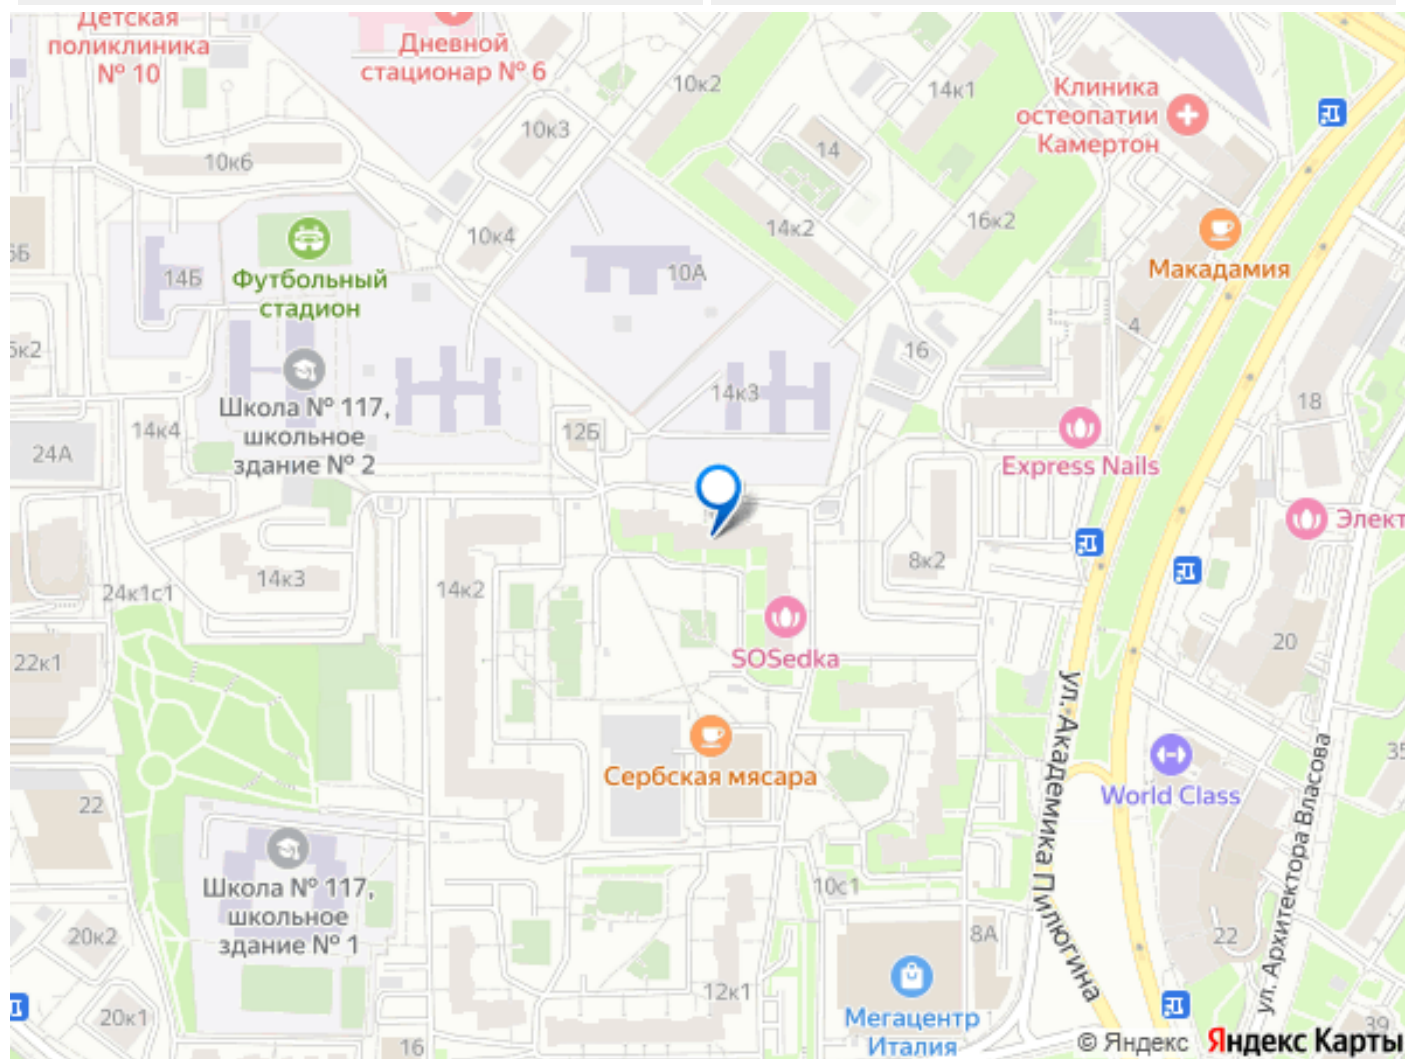 Детская
поликлиника
№ 10
Дневной
стационар № 6
10к2
14к1
Клиника
остеопатии
Камертон
10к3
14
10к6
14к2
16к2
10к4
6Б
14Б
10А
Футбольный
стадион
Макадамия
4
16
14к3
Школа № 117,
школьное
здание № 2
18
14к4
12Б
24А
Express Nails
Элект
8к2
14к3
14к2
24к1с1
20
22к1
SOSedka
ул. Академика Пилюгина
Сербская мясара
World Class
35
22
ул. Архитектора Власова
Школа № 117,
школьное
здание № 1
10с1
8А
22
20к2
12к1
20к1
Мегацентр
Италия
16
39
© Яндекс Яндекс Карты